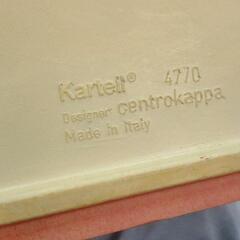 Kartell® 4770
Designer Centrokappa
Made in Italy